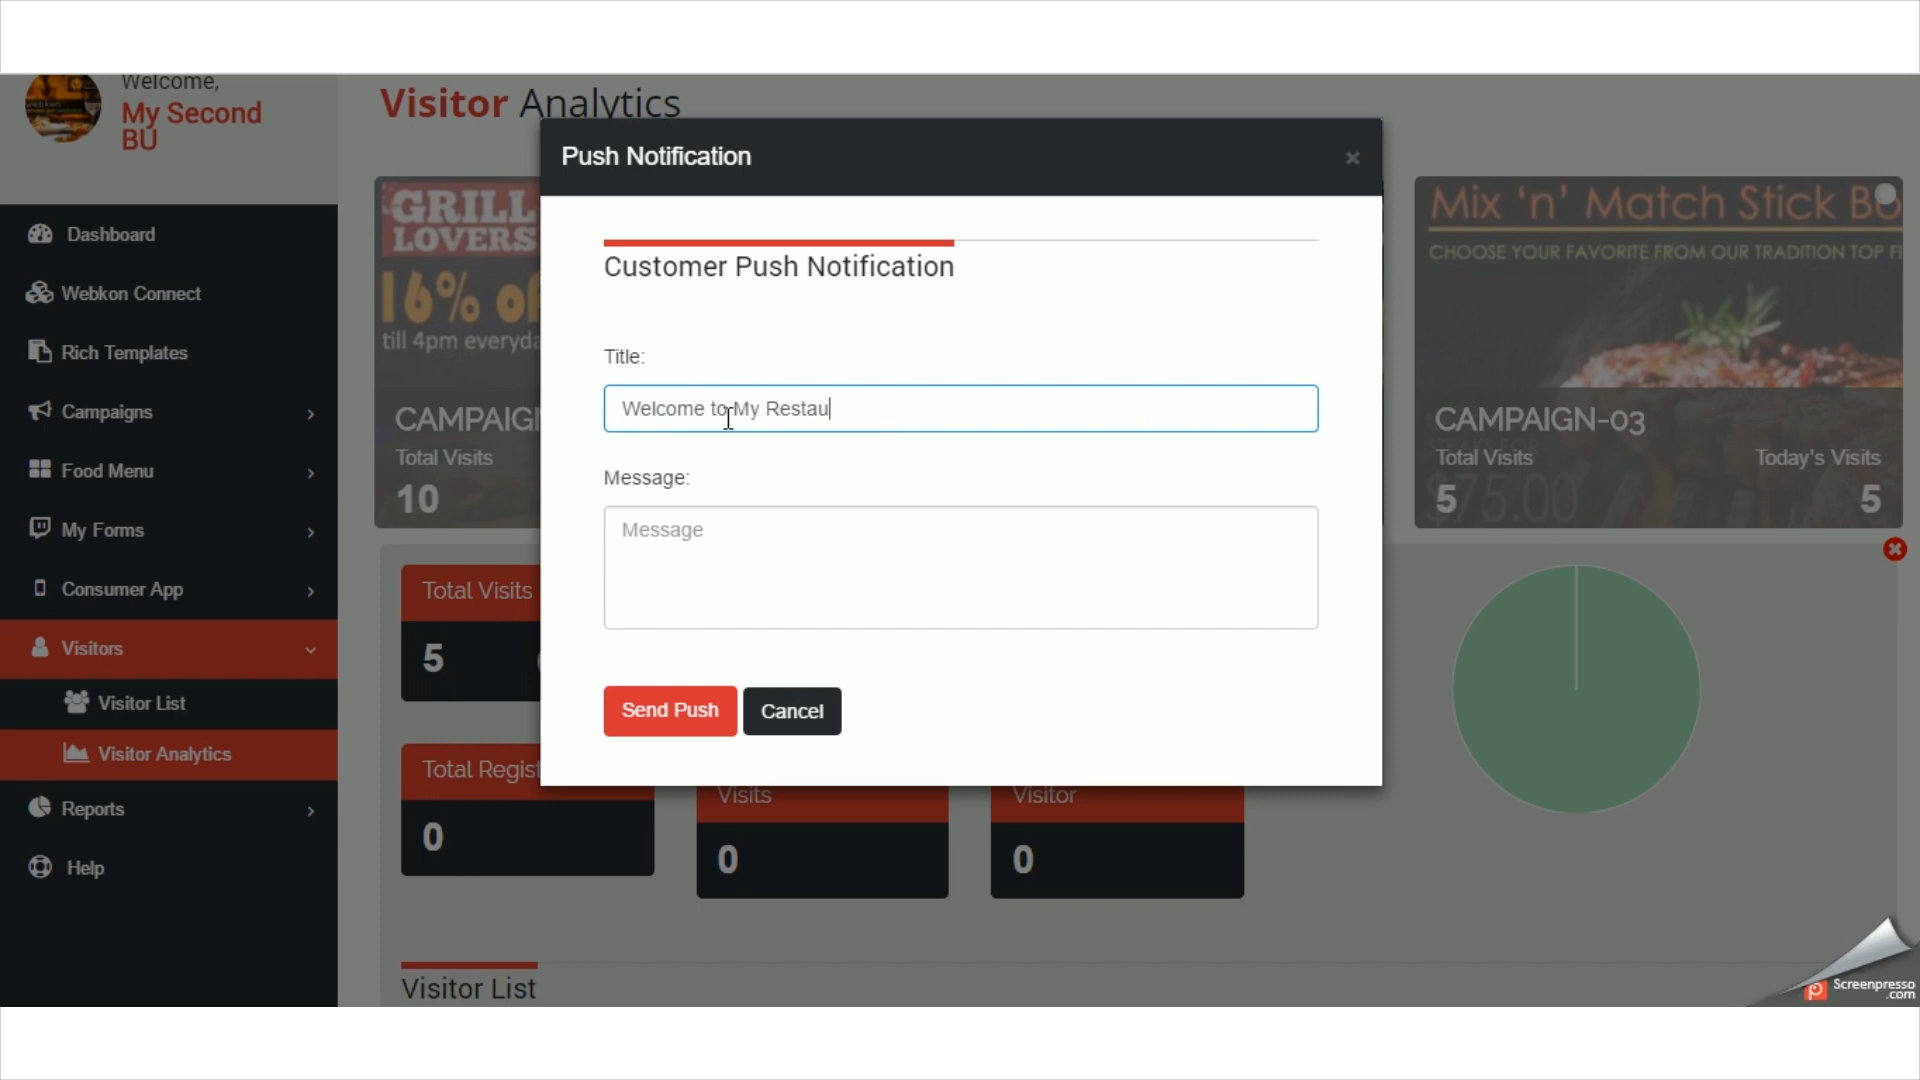 Welcome,
My Second
BU
Dashboard
Webkon Connect
Rich Templates
Campaigns
Food Menu
My Forms
Consumer App
Visitors
Visitor List
Visitor Analytics
Reports
Help
Visitor Analytics
GRILL
LOVERS
16% of
till 4pm everyda
CAMPAIGN
Total Visits
10
Push Notification
×
Customer Push Notification
Title:
Welcome to My Restau
Message:
Message
Send Push
Cancel
Mix 'n' Match Stick Bo
CHOOSE YOUR FAVORITE FROM OUR TRADITION TOP FI
CAMPAIGN-03
Total Visits
Today's Visits
$75.00
5
5
Total Visits
5
Total Regist
0
Visits
0
Visitor
0
Visitor List
Screenpresso
.com